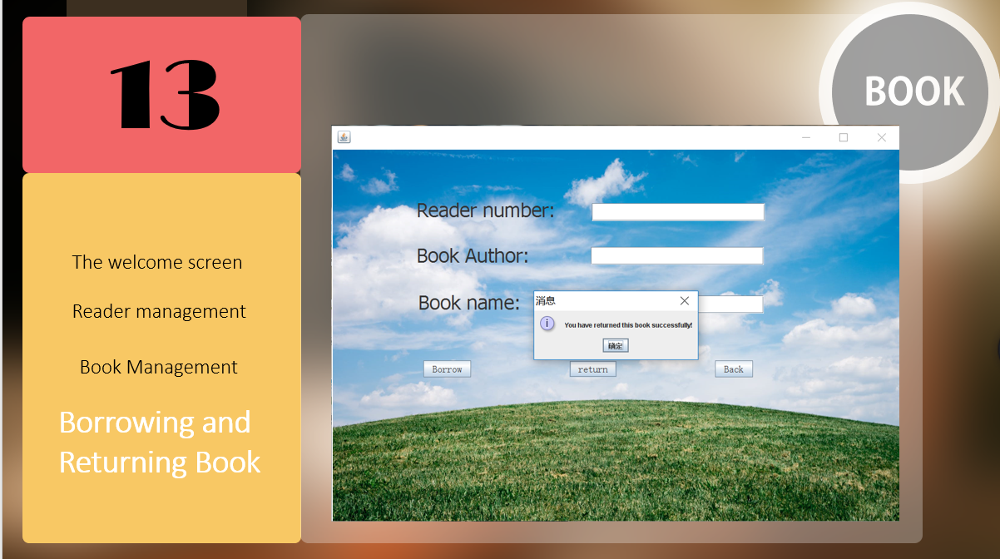 13
The welcome screen
Reader management
Book Management
Borrowing and
Returning Book
BOOK
Reader number:
Book Author:
Book name:
消息
You have returned this book successfully!
确定
Borrow
return
Back